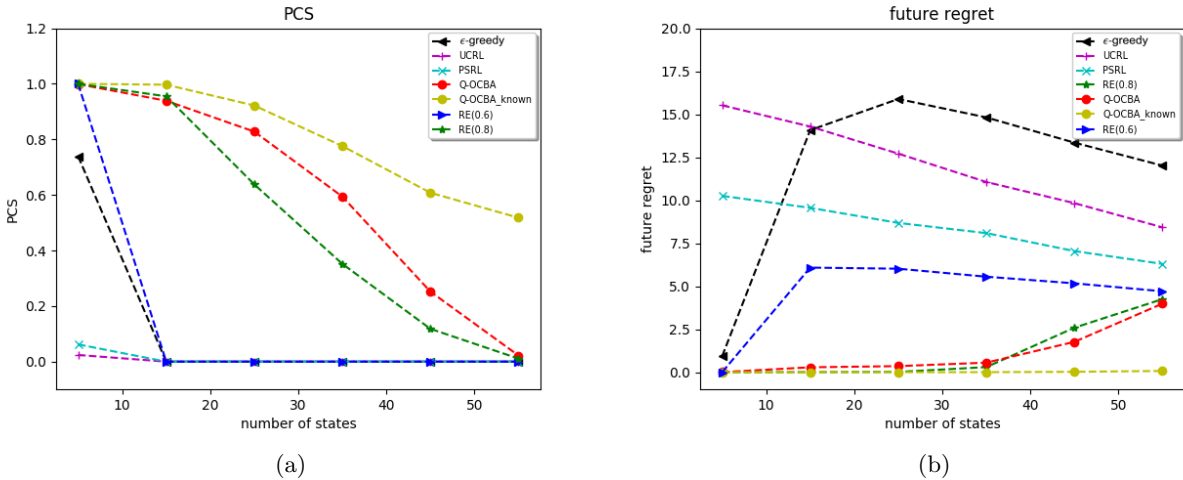 PCS
1.2
1.0
0.8
0.6
0.4
0.2
0.0
PCS
10
20
30
40
50
number of states
ϵ-greedy
UCRL
PSRL
Q-OCBA
Q-OCBA_known
RE(0.6)
RE(0.8)
(a)
future regret
20.0
17.5
15.0
12.5
10.0
7.5
5.0
2.5
0.0
future regret
10
20
30
40
50
number of states
ϵ-greedy
UCRL
PSRL
RE(0.8)
Q-OCBA
Q-OCBA_known
RE(0.6)
(b)